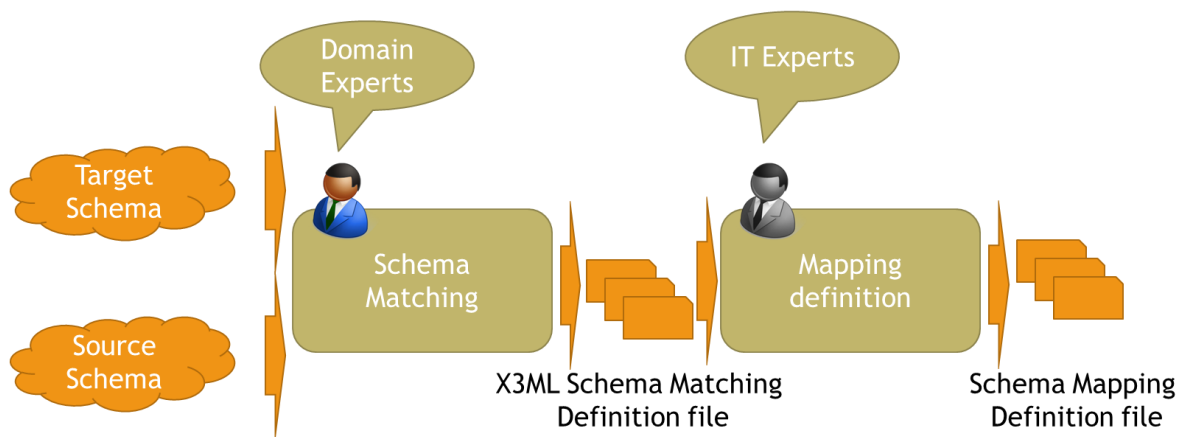 Domain
Experts
IT Experts
Target
Schema
Schema
Matching
Mapping
definition
Source
Schema
X3ML Schema Matching
Definition file
Schema Mapping
Definition file